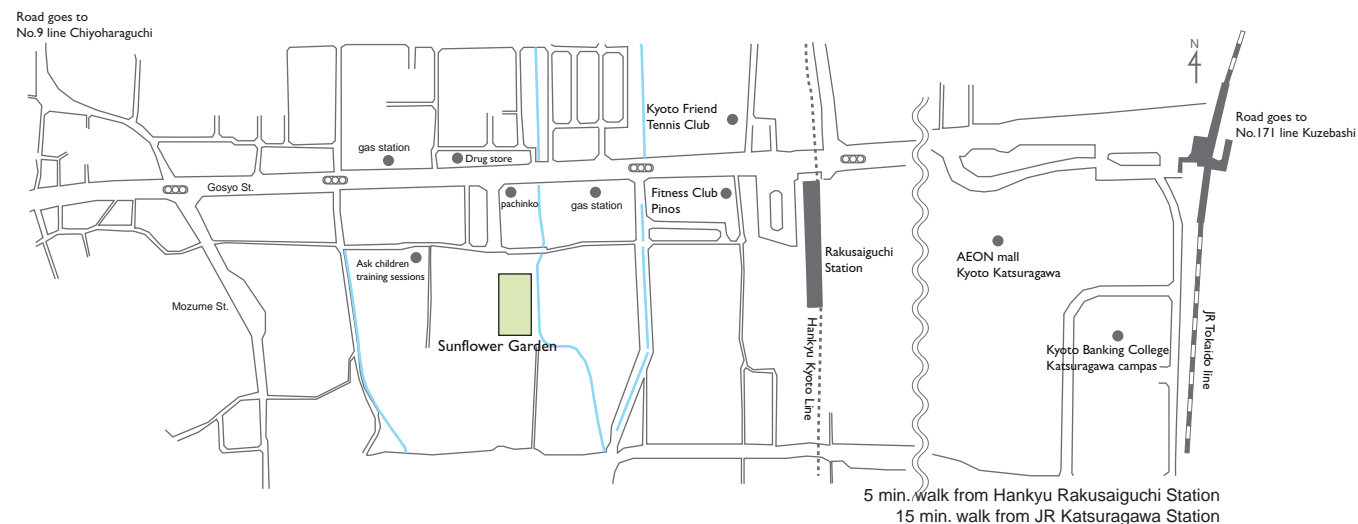 Road goes to
No.9 line Chiyoharaguchi
N
Kyoto Friend
Tennis Club
Road goes to
No.171 line Kuzebashi
gas station
Drug store
Gosyo St.
pachinko
gas station
Fitness Club
Pinos
Ask children
training sessions
Rakusaiguchi
Station
AEON mall
Kyoto Katsuragawa
Mozume St.
Sunflower Garden
Hankyu Kyoto Line
Kyoto Banking College
Katsuragawa campas
JR Tokaido line
5 min. walk from Hankyu Rakusaiguchi Station
15 min. walk from JR Katsuragawa Station